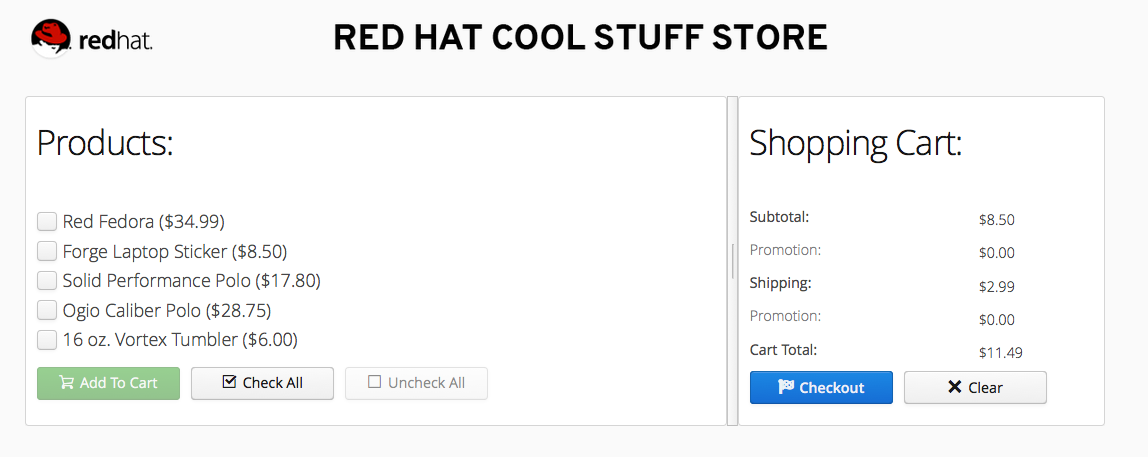 redhat.
RED HAT COOL STUFF STORE
Products:
Red Fedora ($34.99)
Forge Laptop Sticker ($8.50)
Solid Performance Polo ($17.80)
Ogio Caliber Polo ($28.75)
16 oz. Vortex Tumbler ($6.00)
Add To Cart Check All Uncheck All
Shopping Cart:
Subtotal: $8.50
Promotion: $0.00
Shipping: $2.99
Promotion: $0.00
Cart Total: $11.49
Checkout Clear